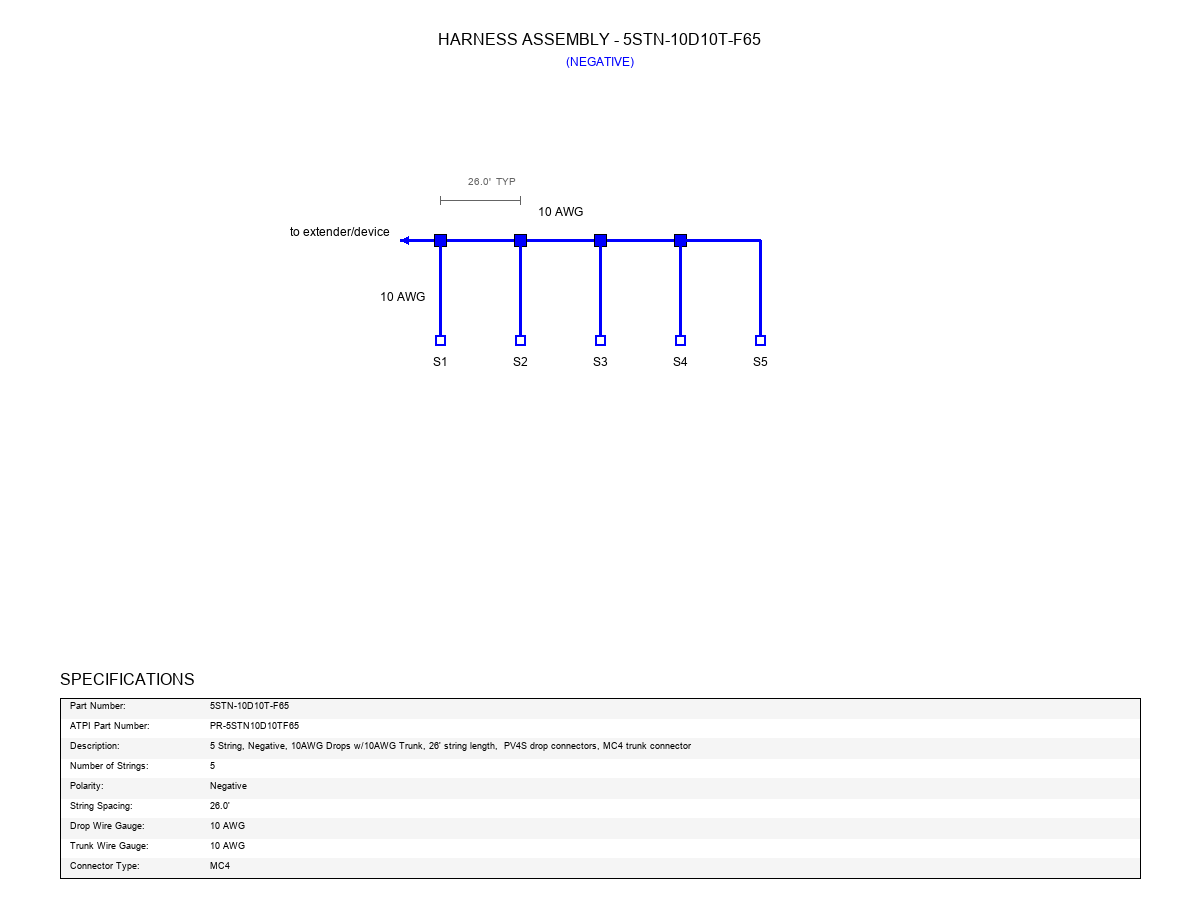 HARNESS ASSEMBLY - 5STN-10D10T-F65
(NEGATIVE)
26.0' TYP
10 AWG
to extender/device
10 AWG
S1 S2 S3 S4 S5
SPECIFICATIONS
Part Number: 5STN-10D10T-F65
ATPI Part Number: PR-5STN10D10TF65
Description: 5 String, Negative, 10AWG Drops w/10AWG Trunk, 26' string length, PV4S drop connectors, MC4 trunk connector
Number of Strings: 5
Polarity: Negative
String Spacing: 26.0'
Drop Wire Gauge: 10 AWG
Trunk Wire Gauge: 10 AWG
Connector Type: MC4